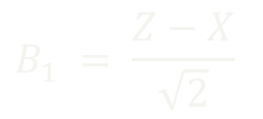 B₁ = (Z − X) / √2